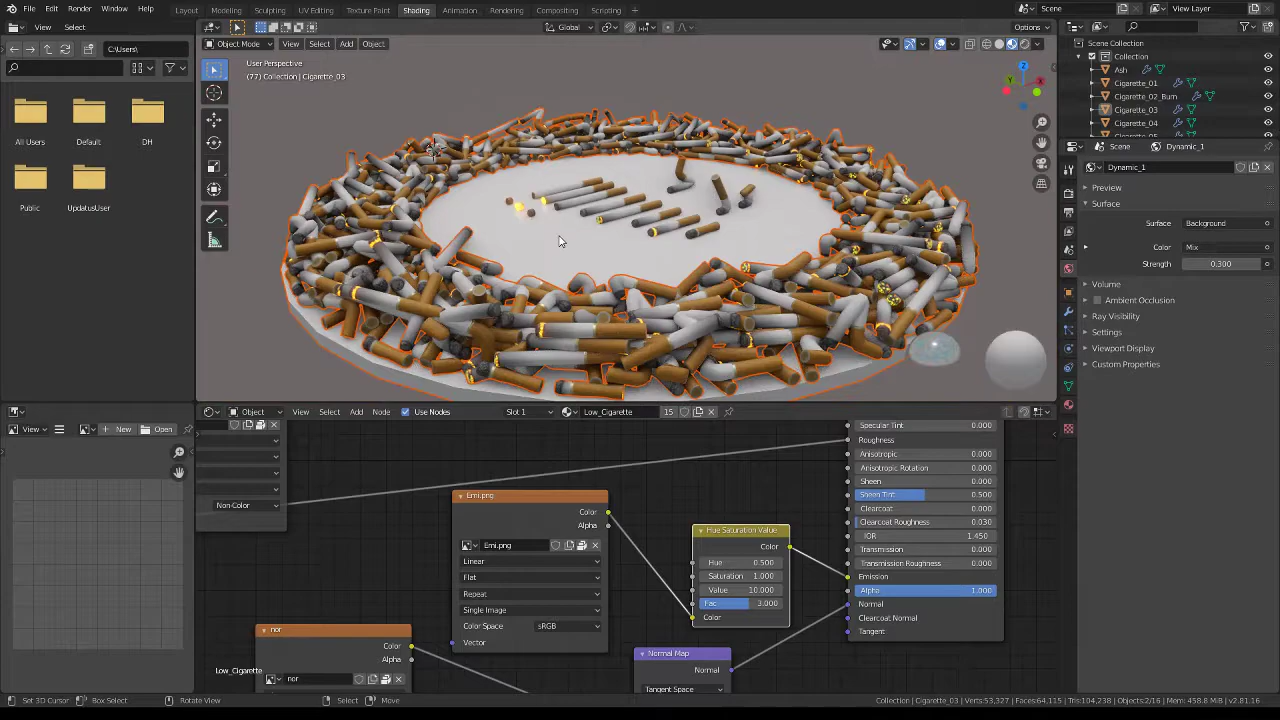 File Edit Render Window Help
Layout Modeling Sculpting UV Editing Texture Paint Shading Animation Rendering Compositing Scripting +
Scene View Layer
View Select Global Options
Object Mode View Select Add Object
C:\Users\
User Perspective
(77) Collection | Cigarette_03
All Users Default DH
Public UpdatusUser
Scene Collection
Collection
Ash
Cigarette_01
Cigarette_02_Burn
Cigarette_03
Cigarette_04
Scene Dynamic_1
Dynamic_1
Preview
Surface
Surface Background
Color Mix
Strength 0.300
Volume
Ambient Occlusion
Ray Visibility
Settings
Viewport Display
Custom Properties
Object View Select Add Node Use Nodes Slot 1 Low_Cigarette 15
View New Open
Non-Color
Emi.png
Color
Alpha
Emi.png
Linear
Flat
Repeat
Single Image
Color Space sRGB
Vector
Hue Saturation Value
Color
Hue 0.500
Saturation 1.000
Value 10.000
Fac 3.000
Color
Specular Tint 0.000
Roughness
Anisotropic 0.000
Anisotropic Rotation 0.000
Sheen 0.000
Sheen Tint 0.500
Clearcoat 0.000
Clearcoat Roughness 0.030
IOR 1.450
Transmission 0.000
Transmission Roughness 0.000
Emission
Alpha 1.000
Normal
Clearcoat Normal
Tangent
nor
Color
Alpha
nor
Low_Cigarette
Normal Map
Normal
Tangent Space
Set 3D Cursor Box Select Rotate View Select Move
Collection | Cigarette_03 | Verts:53,327 | Faces:64,115 | Tris:104,238 | Objects:2/16 | Mem: 458.8 MiB | v2.81.16